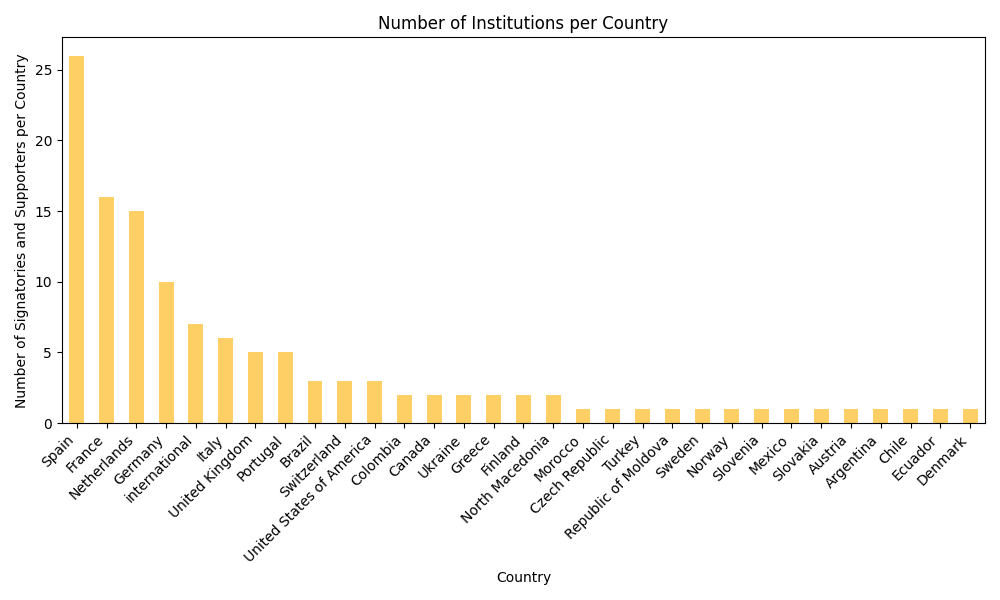 Number of Institutions per Country
Number of Signatories and Supporters per Country
25
20
15
10
5
0
Spain
France
Netherlands
Germany
international
Italy
United Kingdom
Portugal
Brazil
Switzerland
United States of America
Colombia
Canada
Ukraine
Greece
Finland
North Macedonia
Morocco
Czech Republic
Turkey
Republic of Moldova
Sweden
Norway
Slovenia
Mexico
Slovakia
Austria
Argentina
Chile
Ecuador
Denmark
Country